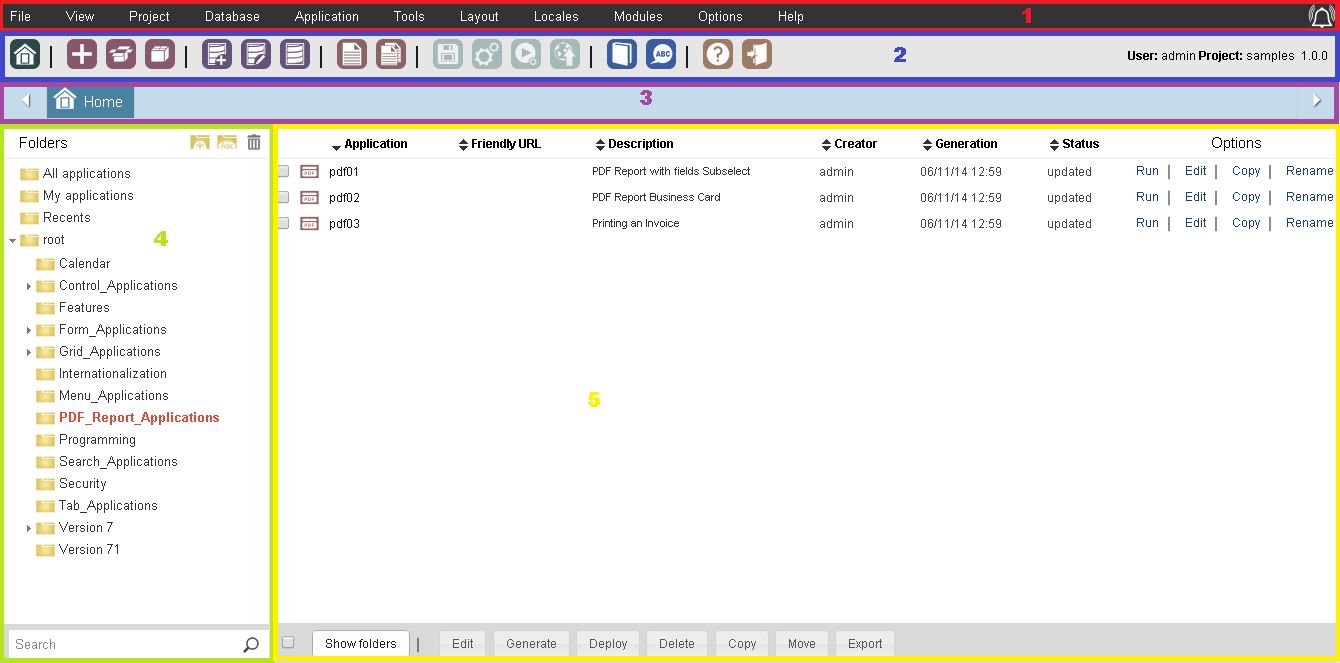 File View Project Database Application Tools Layout Locales Modules Options Help 1
ABC 2 User: admin Project: samples 1.0.0
Home 3
Folders ABC
All applications
My applications
Recents
root 4
Calendar
Control_Applications
Features
Form_Applications
Grid_Applications
Internationalization
Menu_Applications
PDF_Report_Applications
Programming
Search_Applications
Security
Tab_Applications
Version 7
Version 71
Search
Application Friendly URL Description Creator Generation Status Options
PDF pdf01 PDF Report with fields Subselect admin 06/11/14 12:59 updated Run | Edit | Copy | Rename
PDF pdf02 PDF Report Business Card admin 06/11/14 12:59 updated Run | Edit | Copy | Rename
PDF pdf03 Printing an Invoice admin 06/11/14 12:59 updated Run | Edit | Copy | Rename
5
Show folders | Edit Generate Deploy Delete Copy Move Export